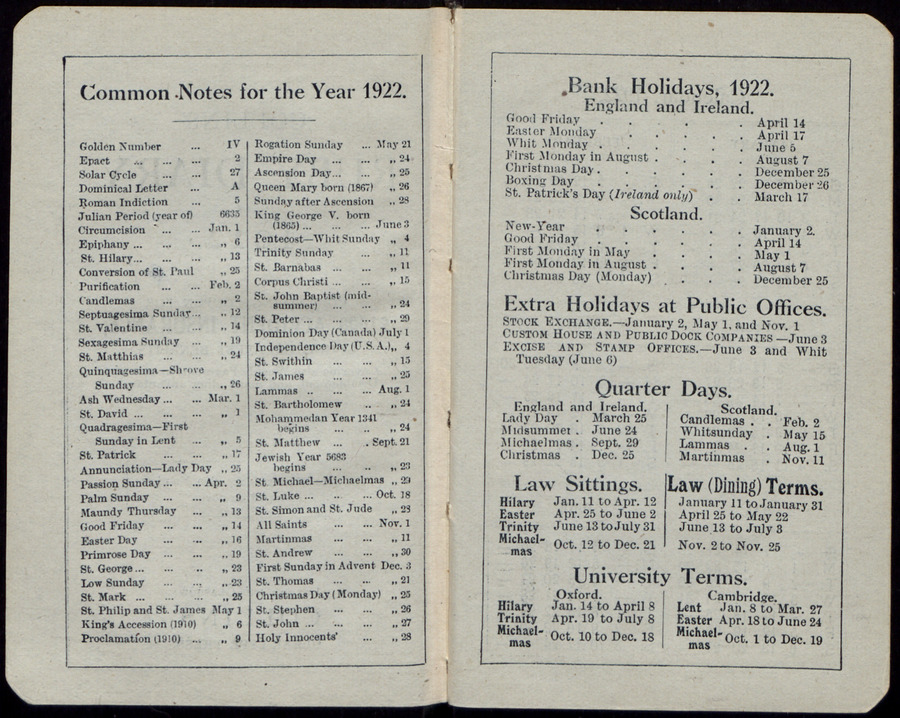 Common Notes for the Year 1922.
Golden Number ... IV
Epact ... ... ... 2
Solar Cycle ... 27
Dominical Letter ... A
Roman Indiction ... 5
Julian Period (year of) 6635
Circumcision ... ... Jan. 1
Epiphany ... ... ... „ 6
St. Hilary... ... ... „ 13
Conversion of St. Paul „ 25
Purification ... ... Feb. 2
Candlemas ... ... „ 2
Septuagesima Sunday... „ 12
St. Valentine ... ... „ 14
Sexagesima Sunday ... „ 19
St. Matthias ... ... „ 24
Quinquagesima—Shrove
Sunday ... ... „ 26
Ash Wednesday ... ... Mar. 1
St. David ... ... ... „ 1
Quadragesima—First
Sunday in Lent ... „ 5
St. Patrick ... ... „ 17
Annunciation—Lady Day „ 25
Passion Sunday ... ... Apr. 2
Palm Sunday ... ... „ 9
Maundy Thursday ... „ 13
Good Friday ... ... „ 14
Easter Day ... ... „ 16
Primrose Day ... ... „ 19
St. George ... ... ... „ 23
Low Sunday ... ... „ 23
St. Mark ... ... ... „ 25
St. Philip and St. James May 1
King's Accession (1910) „ 6
Proclamation (1910) ... „ 9
Rogation Sunday ... May 21
Empire Day ... ... „ 24
Ascension Day... ... „ 25
Queen Mary born (1867) „ 26
Sunday after Ascension „ 28
King George V. born
(1865) ... ... ... June 3
Pentecost—Whit Sunday „ 4
Trinity Sunday ... „ 11
St. Barnabas ... ... „ 11
Corpus Christi ... ... „ 15
St. John Baptist (mid-
summer) ... ... „ 24
St. Peter ... ... ... „ 29
Dominion Day (Canada) July 1
Independence Day (U.S.A.)„ 4
St. Swithin ... ... „ 15
St. James ... ... „ 25
Lammas ... ... ... Aug. 1
St. Bartholomew ... „ 24
Mohammedan Year 1341
begins ... ... „ 24
St. Matthew ... . Sept. 21
Jewish Year 5683
begins ... ... „ 23
St. Michael—Michaelmas „ 29
St. Luke ... ... ... Oct. 18
St. Simon and St. Jude „ 28
All Saints ... ... Nov. 1
Martinmas ... ... „ 11
St. Andrew ... ... „ 30
First Sunday in Advent Dec. 3
St. Thomas ... ... „ 21
Christmas Day (Monday) „ 25
St. Stephen ... ... „ 26
St. John ... ... ... „ 27
Holy Innocents' ... „ 28
Bank Holidays, 1922.
England and Ireland.
Good Friday . . . . . April 14
Easter Monday . . . . . April 17
Whit Monday . . . . . June 5
First Monday in August . . . . August 7
Christmas Day . . . . . December 25
Boxing Day . . . . . December 26
St. Patrick's Day (Ireland only) . . March 17
Scotland.
New-Year . . . . . January 2.
Good Friday . . . . . April 14
First Monday in May . . . . May 1
First Monday in August . . . . August 7
Christmas Day (Monday) . . . December 25
Extra Holidays at Public Offices.
STOCK EXCHANGE.—January 2, May 1, and Nov. 1
CUSTOM HOUSE AND PUBLIC DOCK COMPANIES—June 3
EXCISE AND STAMP OFFICES.—June 3 and Whit
Tuesday (June 6)
Quarter Days.
England and Ireland.
Lady Day . March 25
Midsummer . June 24
Michaelmas . Sept. 29
Christmas . Dec. 25
Scotland.
Candlemas . . Feb. 2
Whitsunday . May 15
Lammas . . Aug. 1
Martinmas . Nov. 11
Law Sittings.
Hilary Jan. 11 to Apr. 12
Easter Apr. 25 to June 2
Trinity June 13 to July 31
Michael-
mas Oct. 12 to Dec. 21
Law (Dining) Terms.
January 11 to January 31
April 25 to May 22
June 13 to July 3
Nov. 2 to Nov. 25
University Terms.
Oxford.
Hilary Jan. 14 to April 8
Trinity Apr. 19 to July 8
Michael-
mas Oct. 10 to Dec. 18
Cambridge.
Lent Jan. 8 to Mar. 27
Easter Apr. 18 to June 24
Michael-
mas Oct. 1 to Dec. 19